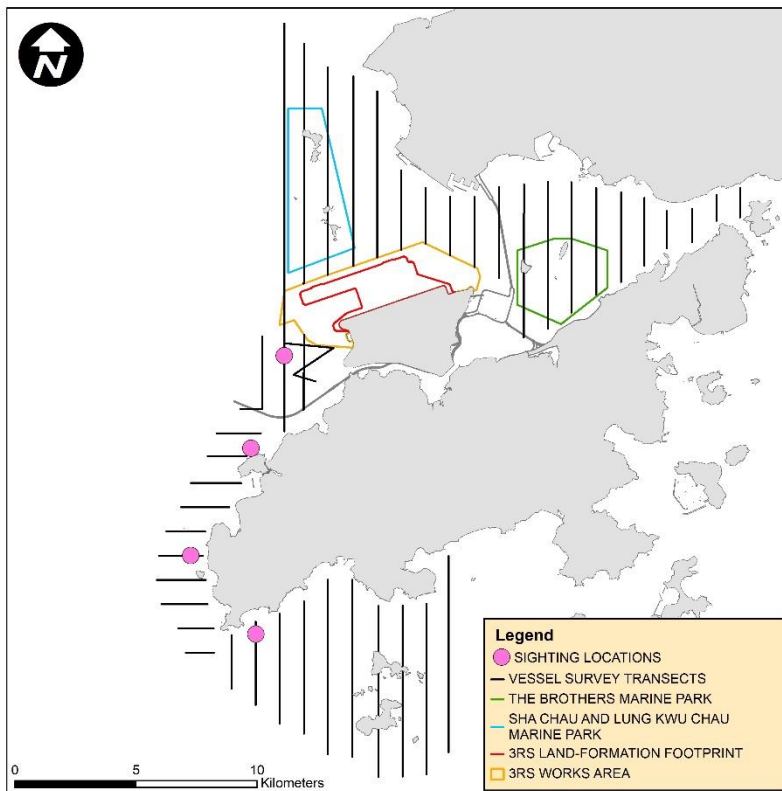 N
Legend
SIGHTING LOCATIONS
VESSEL SURVEY TRANSECTS
THE BROTHERS MARINE PARK
SHA CHAU AND LUNG KWU CHAU
MARINE PARK
3RS LAND-FORMATION FOOTPRINT
3RS WORKS AREA
0 5 10
Kilometers